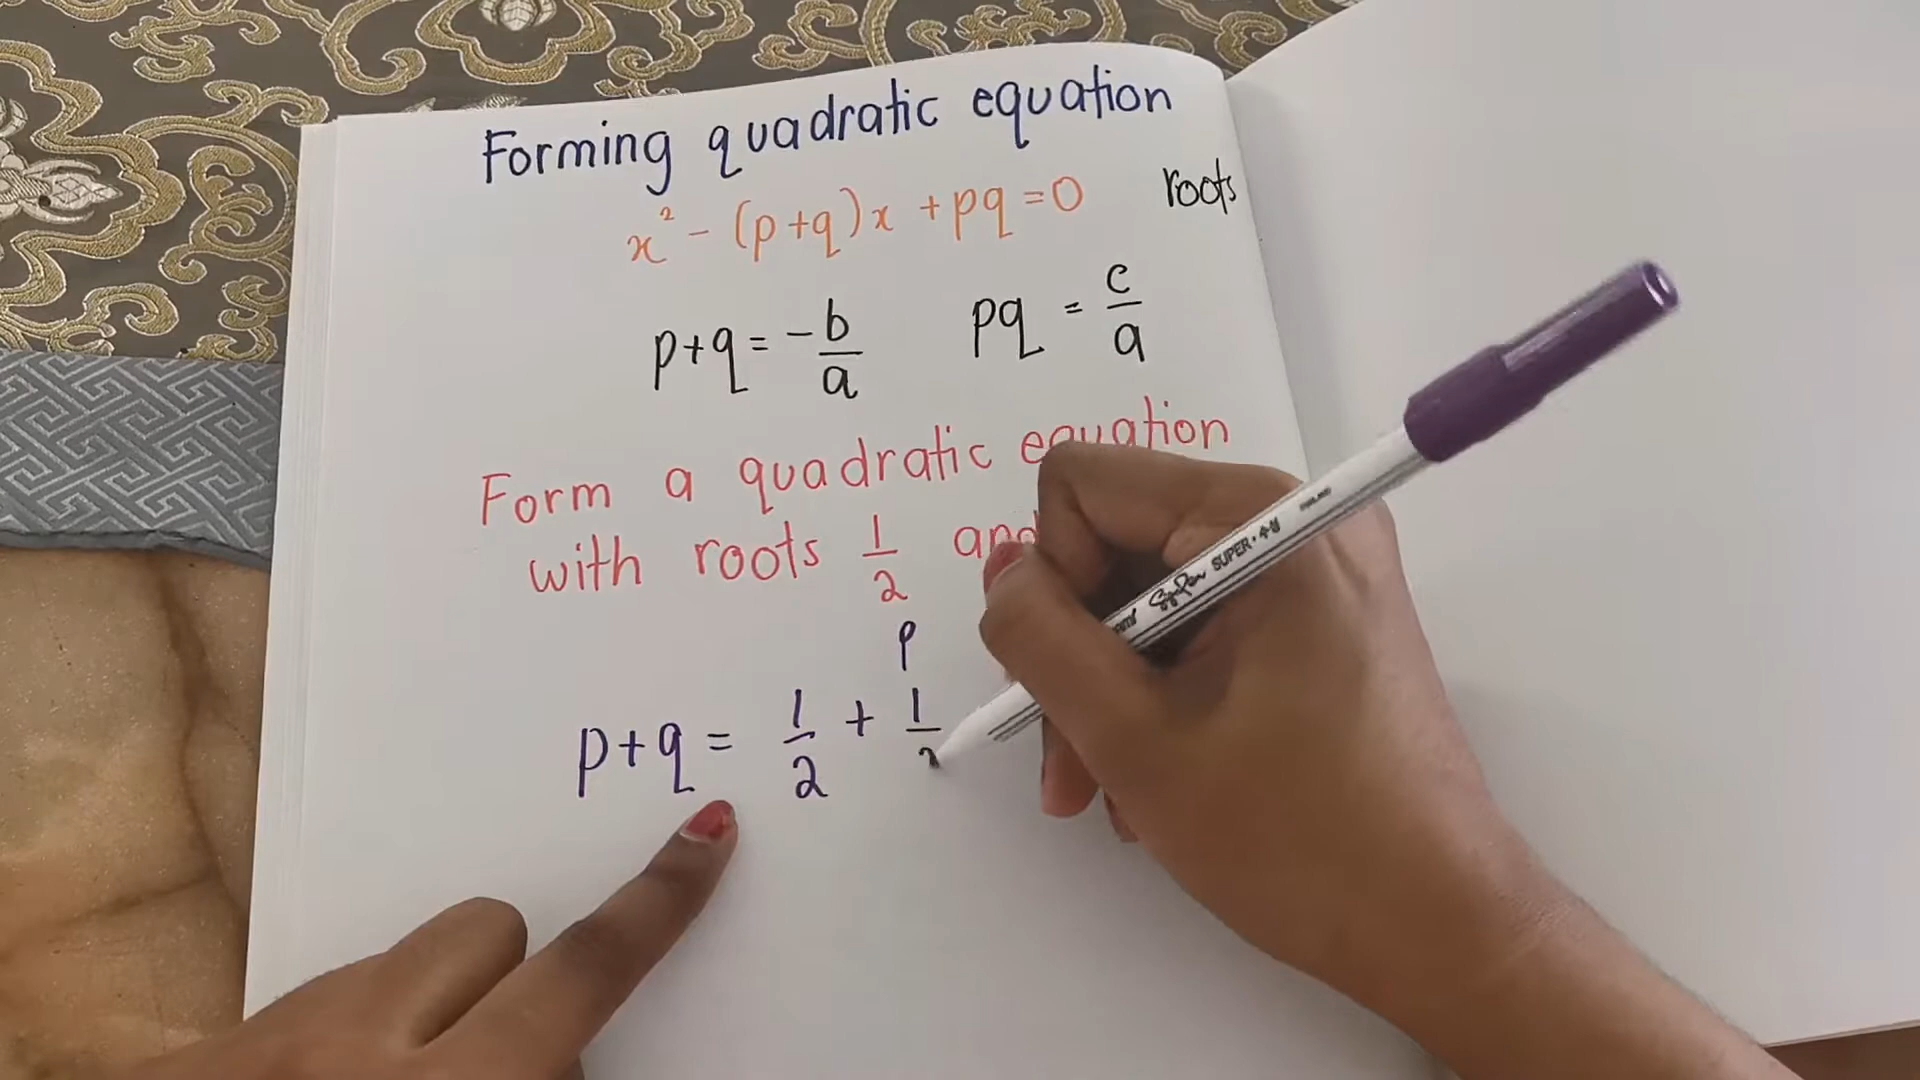 Forming quadratic equation
x² - (p+q)x + pq = 0 roots
p+q = -b/a pq = c/a
Form a quadratic equation
with roots 1/2 and
p
p+q = 1/2 + 1/
SUPER